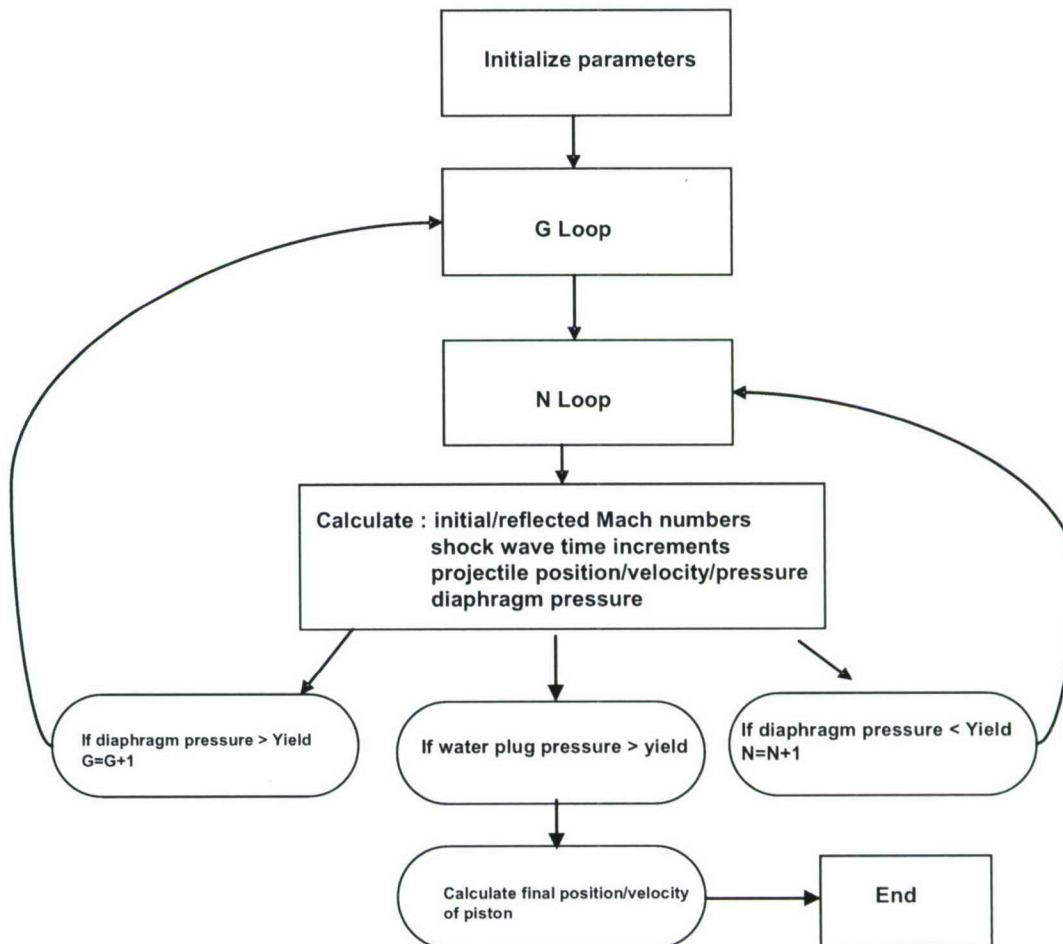 Initialize parameters
G Loop
N Loop
Calculate : initial/reflected Mach numbers
shock wave time increments
projectile position/velocity/pressure
diaphragm pressure
If diaphragm pressure > Yield
G=G+1
If water plug pressure > yield
If diaphragm pressure < Yield
N=N+1
Calculate final position/velocity
of piston
End